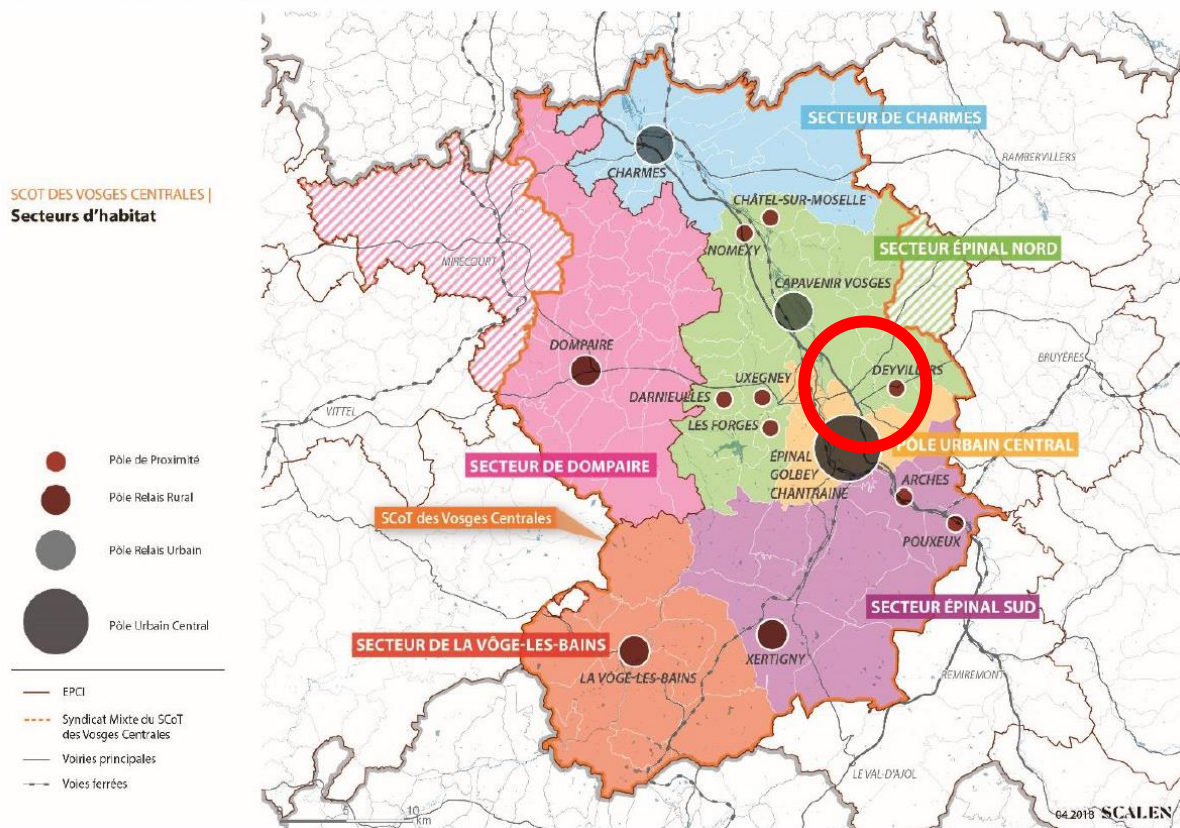 SCOT DES VOSGES CENTRALES |
Secteurs d'habitat
SECTEUR DE CHARMES
RAMBERVILLERS
CHARMES
CHÂTEL-SUR-MOSELLE
NOMEXY
SECTEUR ÉPINAL NORD
MIRECOURT
CAPAVENIR VOSGES
DOMPAIRE
DEYVILLERS
BRUYÈRES
UXEGNEY
DARNIEULLES
VITTEL
LES FORGES
PÔLE URBAIN CENTRAL
ÉPINAL
GOLBEY
CHANTRAINE
SECTEUR DE DOMPAIRE
ARCHES
SCoT des Vosges Centrales
POUXEUX
SECTEUR ÉPINAL SUD
SECTEUR DE LA VÔGE-LES-BAINS
XERTIGNY
LA VÔGE-LES-BAINS
REMIREMONT
LE VAL-D'AJOL
Pôle de Proximité
Pôle Relais Rural
Pôle Relais Urbain
Pôle Urbain Central
EPCI
Syndicat Mixte du SCoT
des Vosges Centrales
Voiries principales
Voies ferrées
0 5 10
km
04.2018 SCALEN